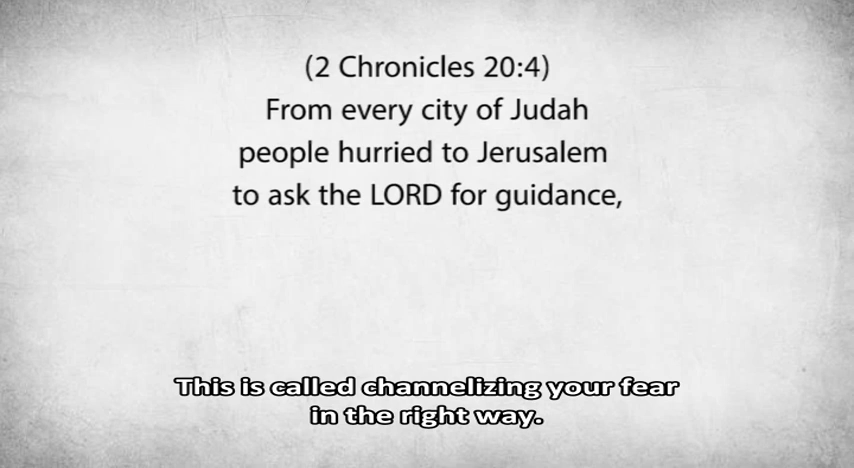 (2 Chronicles 20:4)
From every city of Judah
people hurried to Jerusalem
to ask the LORD for guidance,
This is called channelizing your fear
in the right way.